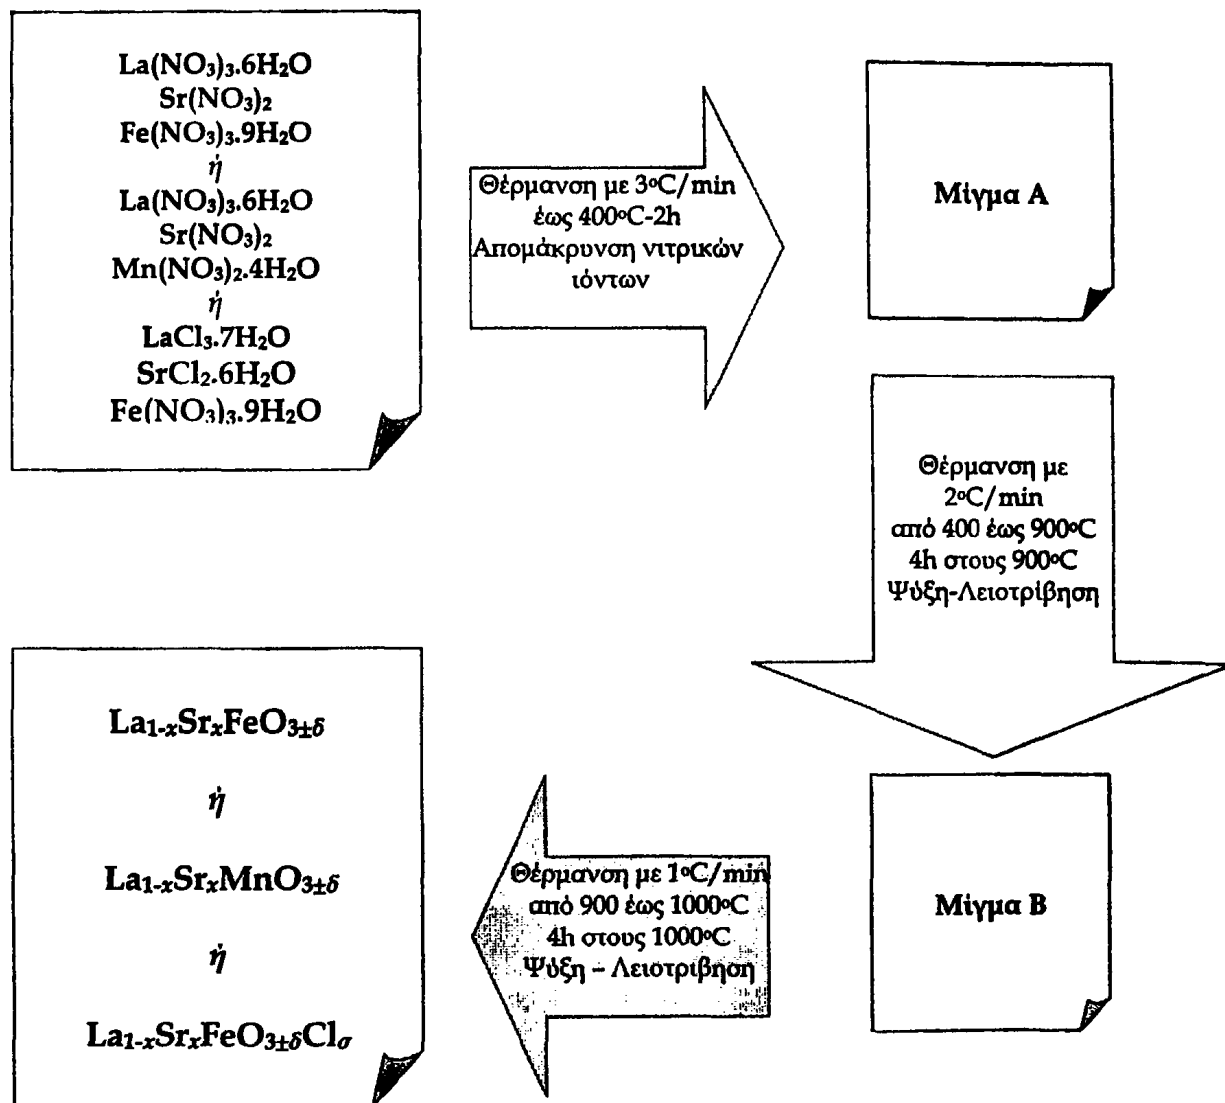 La(NO₃)₃.6H₂O
Sr(NO₃)₂
Fe(NO₃)₃.9H₂O
ή
La(NO₃)₃.6H₂O
Sr(NO₃)₂
Mn(NO₃)₂.4H₂O
ή
LaCl₃.7H₂O
SrCl₂.6H₂O
Fe(NO₃)₃.9H₂O
Θέρμανση με 3°C/min
έως 400°C-2h
Απομάκρυνση νιτρικών
ιόντων
Μίγμα Α
Θέρμανση με
2°C/min
από 400 έως 900°C
4h στους 900°C
Ψύξη-Λειοτρίβηση
Μίγμα Β
Θέρμανση με 1°C/min
από 900 έως 1000°C
4h στους 1000°C
Ψύξη – Λειοτριβηση
La₁₋ₓSrₓFeO₃±δ
ή
La₁₋ₓSrₓMnO₃±δ
ή
La₁₋ₓSrₓFeO₃±δClσ